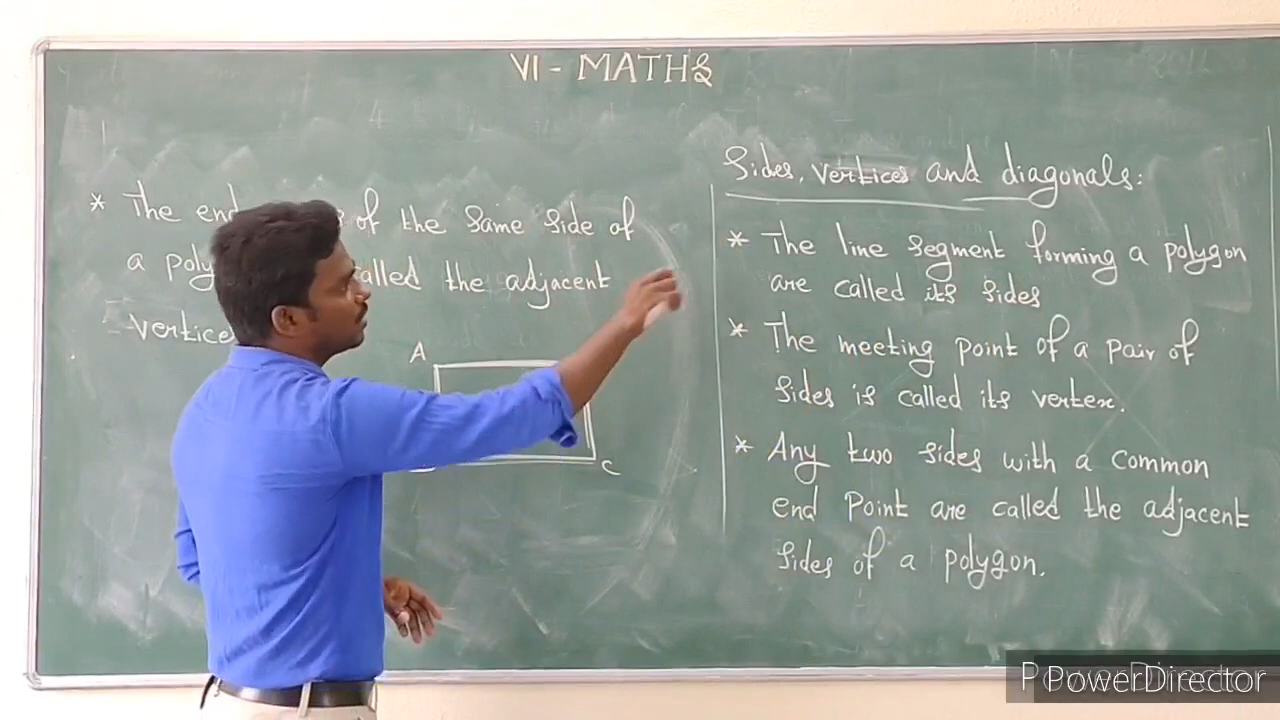 VI - MATHS
* The end of the same side of
a poly called the adjacent
vertice
A
C
Sides, vertices and diagonals:
* The line segment forming a polygon
are called its sides
* The meeting point of a pair of
sides is called its vertex.
* Any two sides with a common
end point are called the adjacent
sides of a polygon.
PowerDirector